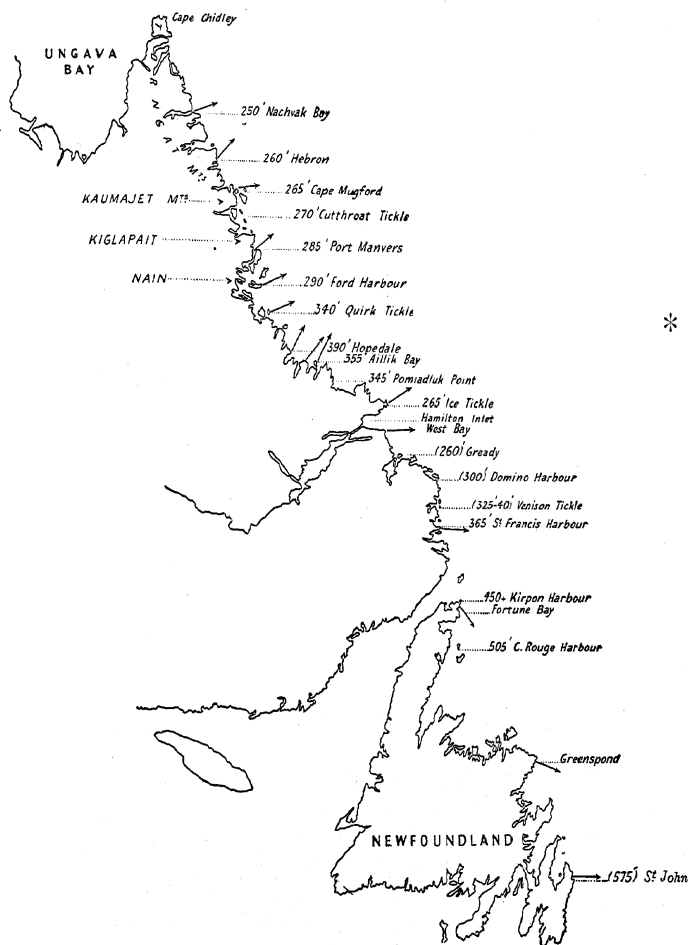 Cape Chidley
UNGAVA
BAY
RNGAT MTS
250' Nachvak Bay
260' Hebron
265' Cape Mugford
KAUMAJET MTS
270' Cutthroat Tickle
KIGLAPAIT
285' Port Manvers
NAIN
290' Ford Harbour
340' Quirk Tickle
*
390' Hopedale
355' Aillik Bay
345' Pomiadluk Point
265' Ice Tickle
Hamilton Inlet
West Bay
(260)' Gready
(300)' Domino Harbour
(325-40)' Venison Tickle
365' St Francis Harbour
450+ Kirpon Harbour
Fortune Bay
505' C. Rouge Harbour
Greenspond
NEWFOUNDLAND
(575') St John